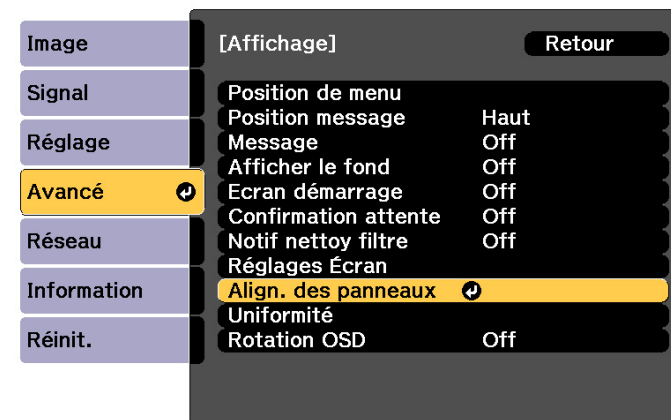 Image
Signal
Réglage
Avancé
Réseau
Information
Réinit.
[Affichage] Retour
Position de menu
Position message Haut
Message Off
Afficher le fond Off
Ecran démarrage Off
Confirmation attente Off
Notif nettoy filtre Off
Réglages Écran
Align. des panneaux
Uniformité
Rotation OSD Off